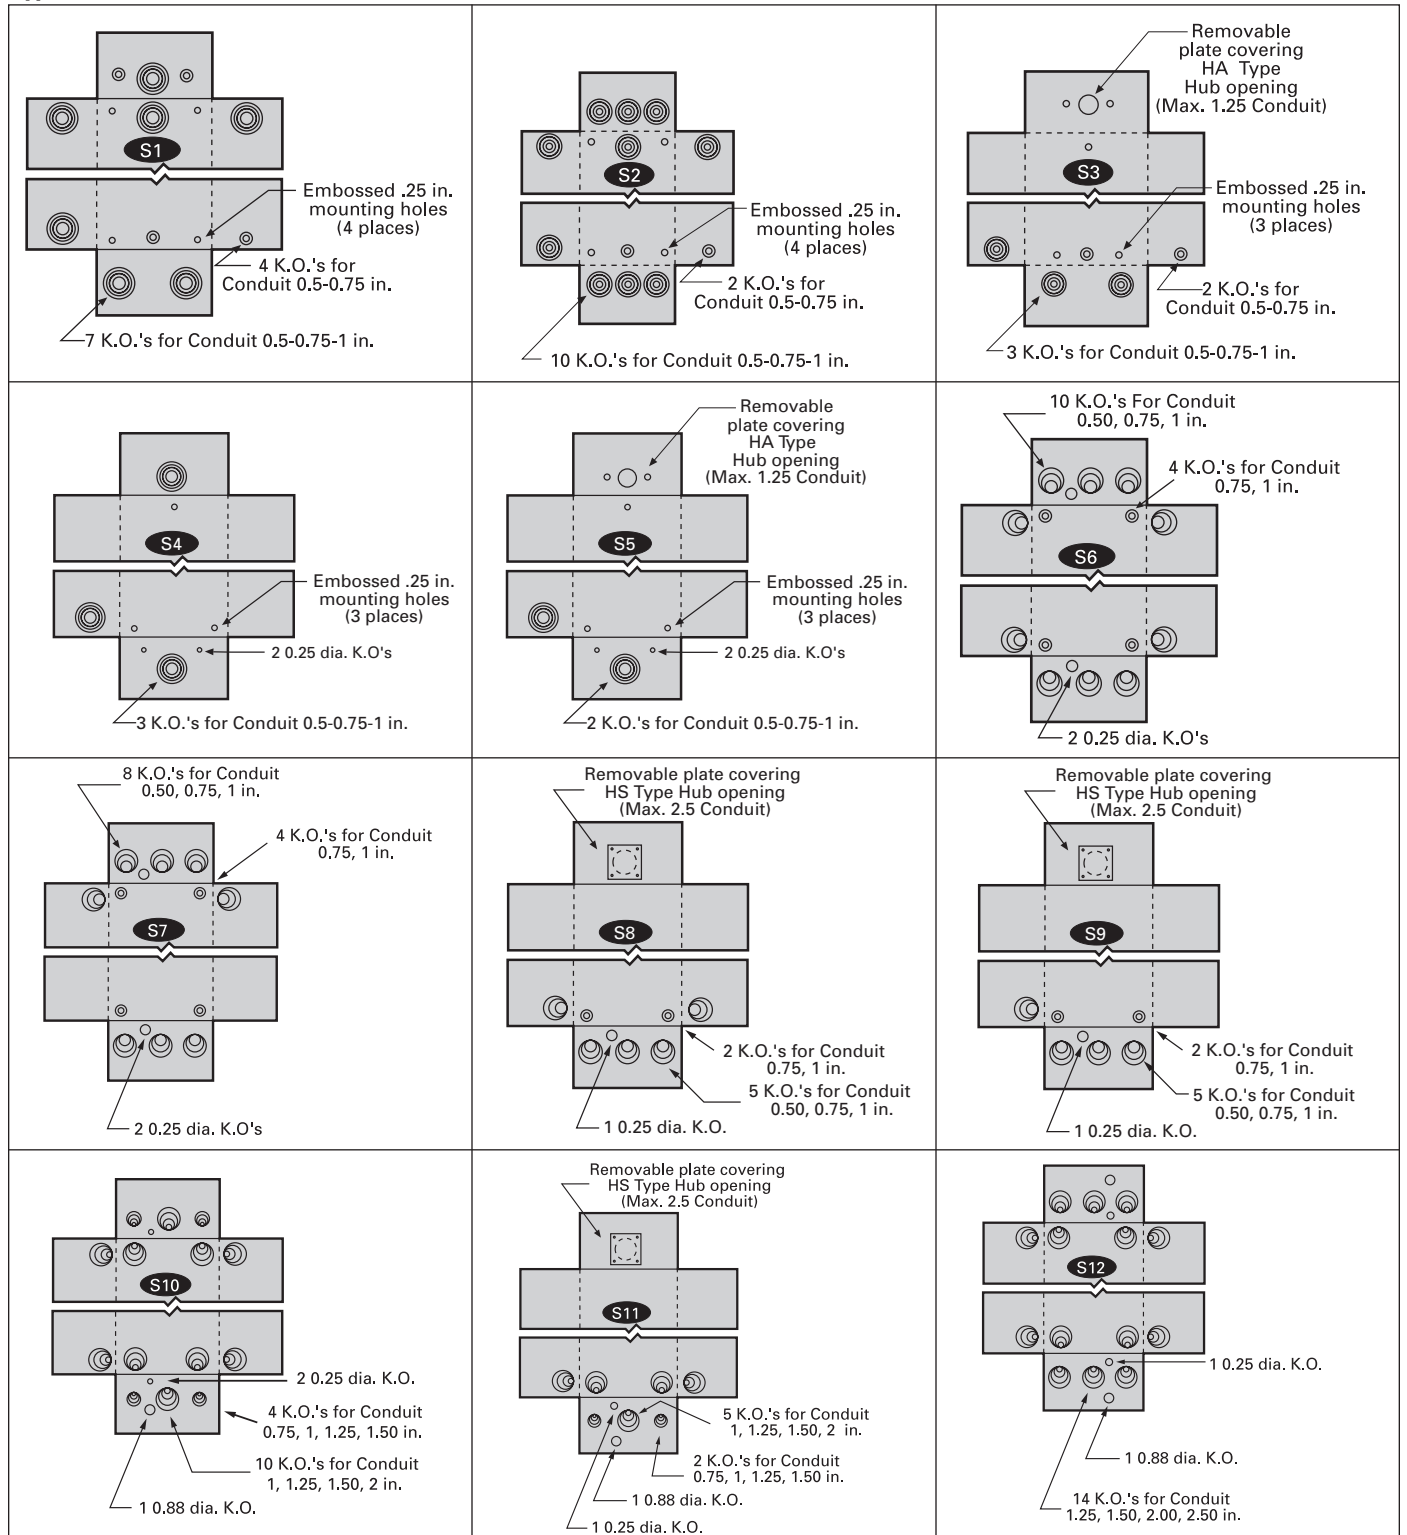 S1
Embossed .25 in.
mounting holes
(4 places)
4 K.O.'s for
Conduit 0.5-0.75 in.
7 K.O.'s for Conduit 0.5-0.75-1 in.
S2
Embossed .25 in.
mounting holes
(4 places)
2 K.O.'s for
Conduit 0.5-0.75 in.
10 K.O.'s for Conduit 0.5-0.75-1 in.
Removable
plate covering
HA Type
Hub opening
(Max. 1.25 Conduit)
S3
Embossed .25 in.
mounting holes
(3 places)
2 K.O.'s for
Conduit 0.5-0.75 in.
3 K.O.'s for Conduit 0.5-0.75-1 in.
S4
Embossed .25 in.
mounting holes
(3 places)
2 0.25 dia. K.O's
3 K.O.'s for Conduit 0.5-0.75-1 in.
Removable
plate covering
HA Type
Hub opening
(Max. 1.25 Conduit)
S5
Embossed .25 in.
mounting holes
(3 places)
2 0.25 dia. K.O's
2 K.O.'s for Conduit 0.5-0.75-1 in.
10 K.O.'s For Conduit
0.50, 0.75, 1 in.
4 K.O.'s for Conduit
0.75, 1 in.
S6
2 0.25 dia. K.O's
8 K.O.'s for Conduit
0.50, 0.75, 1 in.
4 K.O.'s for Conduit
0.75, 1 in.
S7
2 0.25 dia. K.O's
Removable plate covering
HS Type Hub opening
(Max. 2.5 Conduit)
S8
2 K.O.'s for Conduit
0.75, 1 in.
5 K.O.'s for Conduit
0.50, 0.75, 1 in.
1 0.25 dia. K.O.
Removable plate covering
HS Type Hub opening
(Max. 2.5 Conduit)
S9
2 K.O.'s for Conduit
0.75, 1 in.
5 K.O.'s for Conduit
0.50, 0.75, 1 in.
1 0.25 dia. K.O.
S10
2 0.25 dia. K.O.
4 K.O.'s for Conduit
0.75, 1, 1.25, 1.50 in.
10 K.O.'s for Conduit
1, 1.25, 1.50, 2 in.
1 0.88 dia. K.O.
Removable plate covering
HS Type Hub opening
(Max. 2.5 Conduit)
S11
5 K.O.'s for Conduit
1, 1.25, 1.50, 2 in.
2 K.O.'s for Conduit
0.75, 1, 1.25, 1.50 in.
1 0.88 dia. K.O.
1 0.25 dia. K.O.
S12
1 0.25 dia. K.O.
1 0.88 dia. K.O.
14 K.O.'s for Conduit
1.25, 1.50, 2.00, 2.50 in.